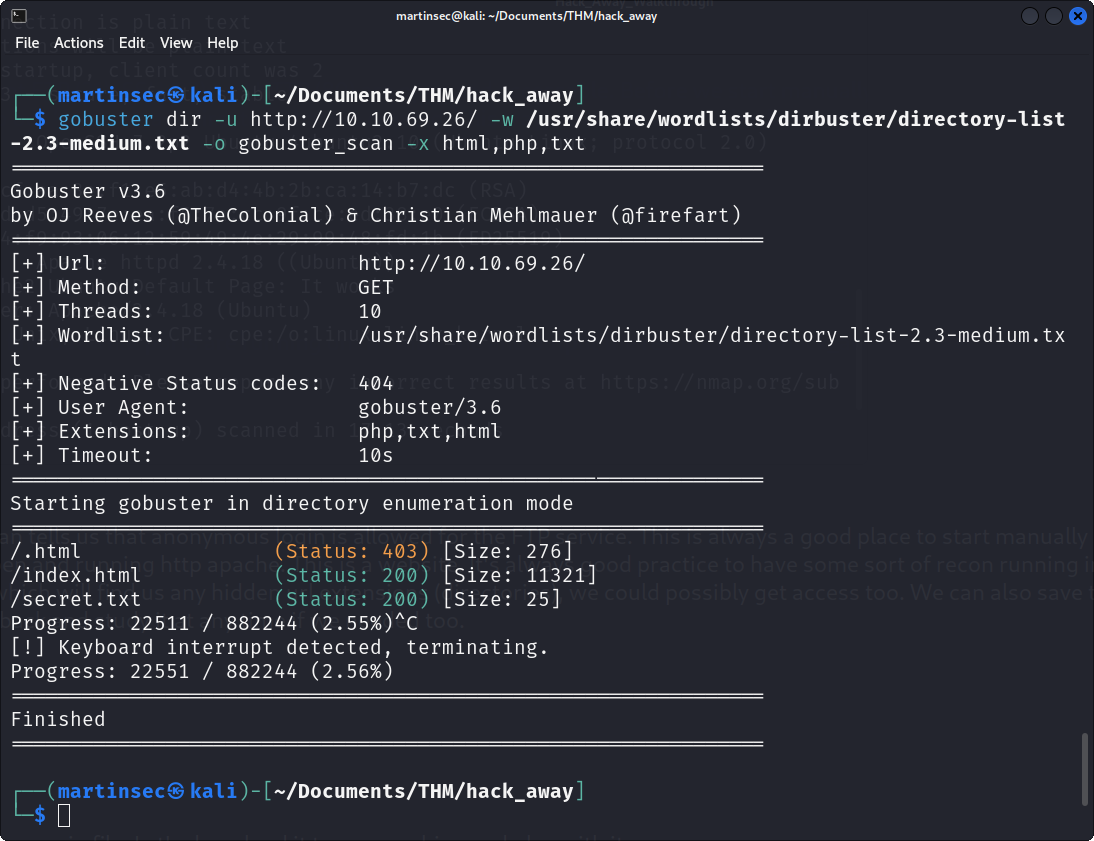 martinsec@kali: ~/Documents/THM/hack_away
File Actions Edit View Help
┌──(martinsec㉿kali)-[~/Documents/THM/hack_away]
└─$ gobuster dir -u http://10.10.69.26/ -w /usr/share/wordlists/dirbuster/directory-list
-2.3-medium.txt -o gobuster_scan -x html,php,txt
===============================================================
Gobuster v3.6
by OJ Reeves (@TheColonial) & Christian Mehlmauer (@firefart)
===============================================================
[+] Url: http://10.10.69.26/
[+] Method: GET
[+] Threads: 10
[+] Wordlist: /usr/share/wordlists/dirbuster/directory-list-2.3-medium.tx
t
[+] Negative Status codes: 404
[+] User Agent: gobuster/3.6
[+] Extensions: php,txt,html
[+] Timeout: 10s
===============================================================
Starting gobuster in directory enumeration mode
===============================================================
/.html (Status: 403) [Size: 276]
/index.html (Status: 200) [Size: 11321]
/secret.txt (Status: 200) [Size: 25]
Progress: 22511 / 882244 (2.55%)^C
[!] Keyboard interrupt detected, terminating.
Progress: 22551 / 882244 (2.56%)
===============================================================
Finished
===============================================================
┌──(martinsec㉿kali)-[~/Documents/THM/hack_away]
└─$